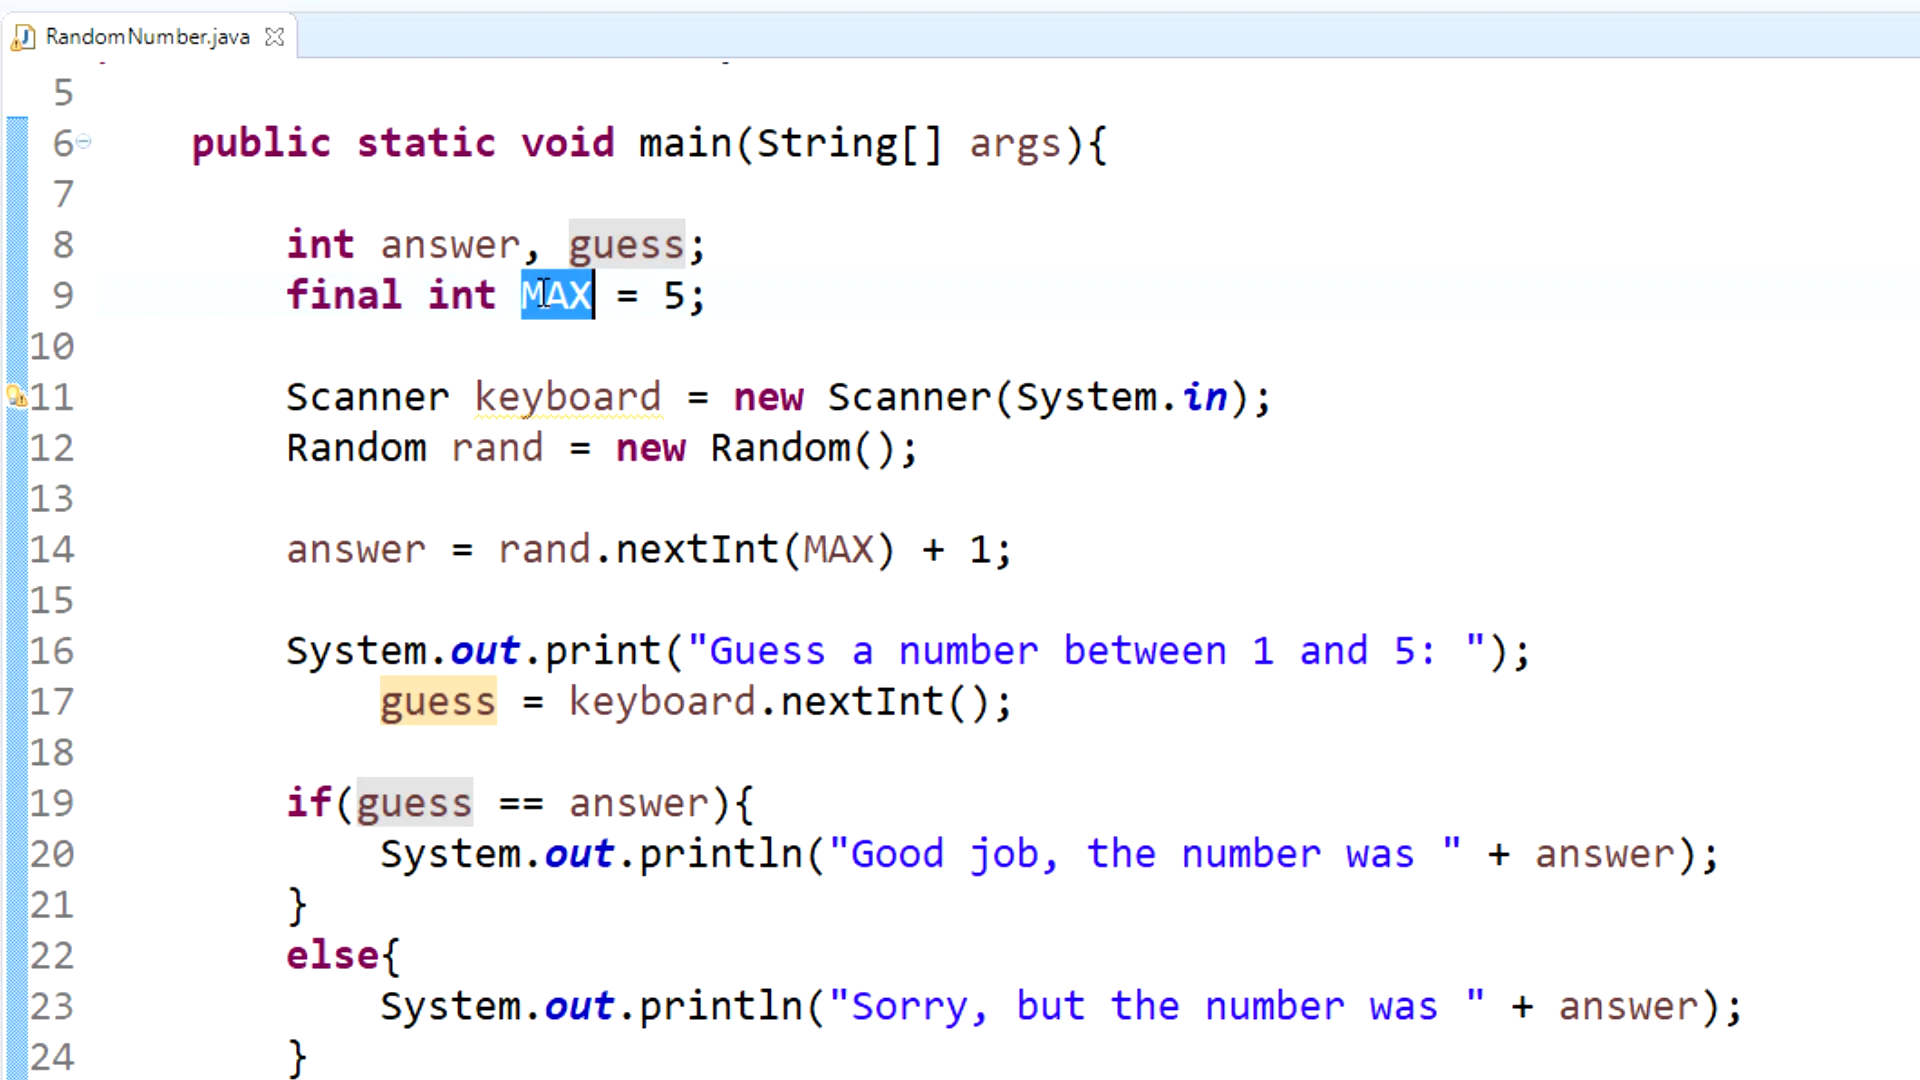 RandomNumber.java
5
6 public static void main(String[] args){
7
8 int answer, guess;
9 final int MAX = 5;
10
11 Scanner keyboard = new Scanner(System.in);
12 Random rand = new Random();
13
14 answer = rand.nextInt(MAX) + 1;
15
16 System.out.print("Guess a number between 1 and 5: ");
17 guess = keyboard.nextInt();
18
19 if(guess == answer){
20 System.out.println("Good job, the number was " + answer);
21 }
22 else{
23 System.out.println("Sorry, but the number was " + answer);
24 }